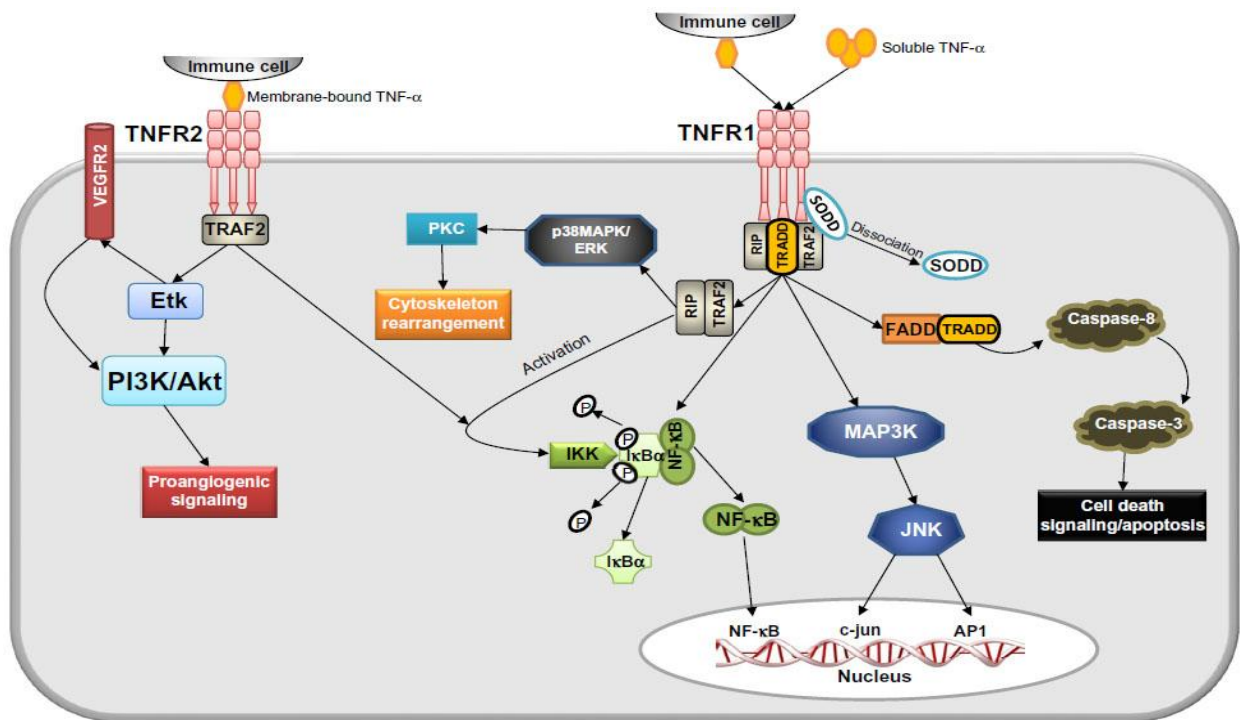 Immune cell
Soluble TNF-α
Immune cell
Membrane-bound TNF-α
TNFR2
TNFR1
VEGFR2
TRAF2
PKC
p38MAPK/
ERK
RIP
TRADD
TRAF2
SODD
Dissociation
SODD
Etk
Cytoskeleton
rearrangement
RIP
TRAF2
FADD
TRADD
Caspase-8
Activation
PI3K/Akt
P
P
IKK
IκBα
NF-κB
P
P
MAP3K
Caspase-3
Proangiogenic
signaling
NF-κB
JNK
Cell death
signaling/apoptosis
IκBα
NF-κB
c-jun
AP1
Nucleus